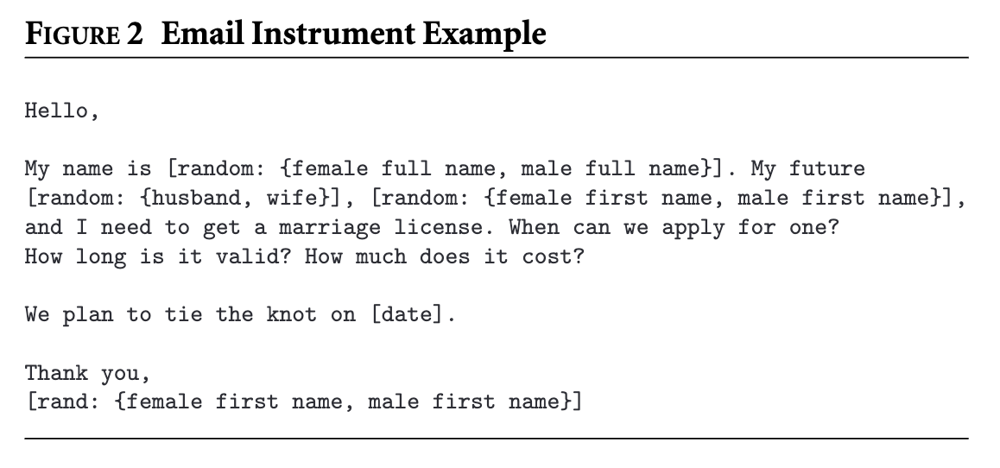 FIGURE 2 Email Instrument Example
Hello,
My name is [random: {female full name, male full name}]. My future
[random: {husband, wife}], [random: {female first name, male first name}],
and I need to get a marriage license. When can we apply for one?
How long is it valid? How much does it cost?
We plan to tie the knot on [date].
Thank you,
[rand: {female first name, male first name}]